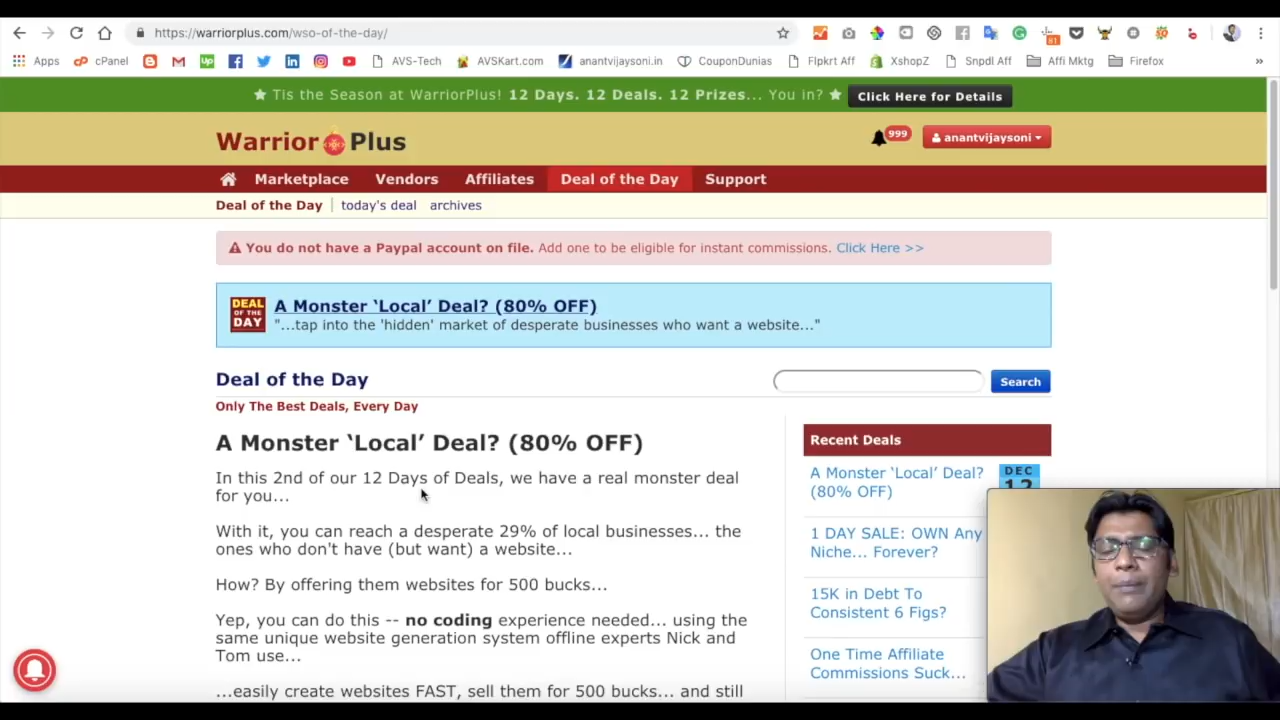 https://warriorplus.com/wso-of-the-day/
81
Apps cPanel AVS-Tech AVSKart.com anantvijaysoni.in CouponDunias Flpkrt Aff XshopZ Snpdl Aff Affi Mktg Firefox »
Tis the Season at WarriorPlus! 12 Days. 12 Deals. 12 Prizes... You in? Click Here for Details
Warrior Plus 999 anantvijaysoni
Marketplace Vendors Affiliates Deal of the Day Support
Deal of the Day today's deal archives
You do not have a Paypal account on file. Add one to be eligible for instant commissions. Click Here >>
DEAL OF THE DAY
A Monster ‘Local’ Deal? (80% OFF)
"...tap into the 'hidden' market of desperate businesses who want a website..."
Deal of the Day Search
Only The Best Deals, Every Day
A Monster ‘Local’ Deal? (80% OFF)
In this 2nd of our 12 Days of Deals, we have a real monster deal
for you...
With it, you can reach a desperate 29% of local businesses... the
ones who don't have (but want) a website...
How? By offering them websites for 500 bucks...
Yep, you can do this -- no coding experience needed... using the
same unique website generation system offline experts Nick and
Tom use...
...easily create websites FAST, sell them for 500 bucks... and still
Recent Deals
A Monster ‘Local’ Deal?
(80% OFF)
DEC
12
1 DAY SALE: OWN Any
Niche... Forever?
15K in Debt To
Consistent 6 Figs?
One Time Affiliate
Commissions Suck...